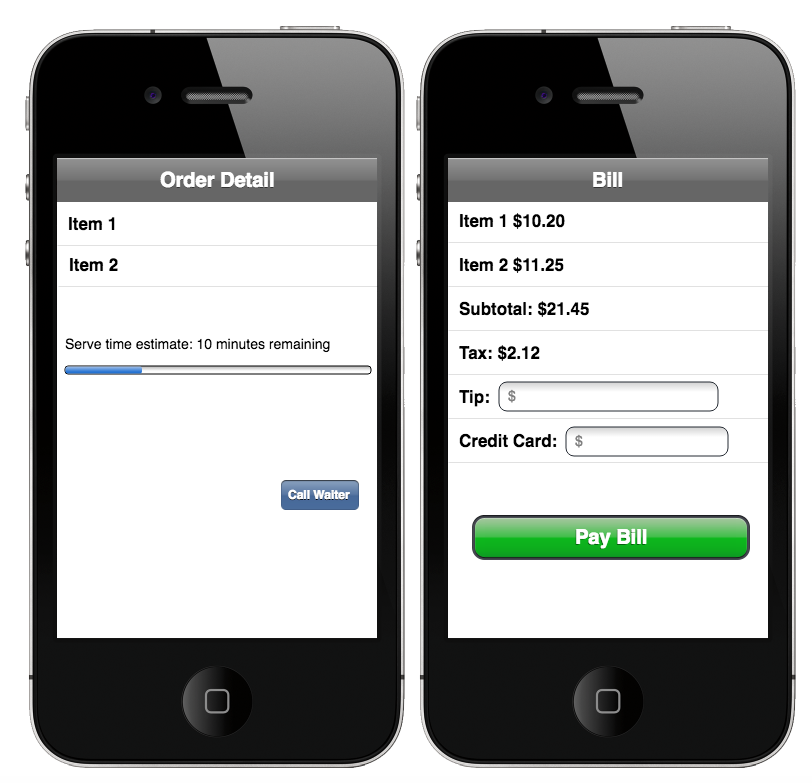 Order Detail
Item 1
Item 2
Serve time estimate: 10 minutes remaining
Call Waiter
Bill
Item 1 $10.20
Item 2 $11.25
Subtotal: $21.45
Tax: $2.12
Tip: $
Credit Card: $
Pay Bill